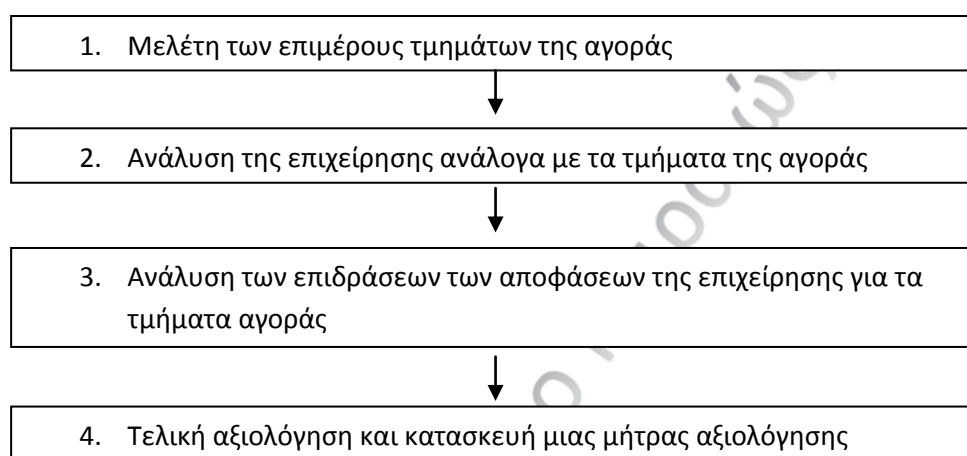 1. Μελέτη των επιμέρους τμημάτων της αγοράς
2. Ανάλυση της επιχείρησης ανάλογα με τα τμήματα της αγοράς
3. Ανάλυση των επιδράσεων των αποφάσεων της επιχείρησης για τα
τμήματα αγοράς
4. Τελική αξιολόγηση και κατασκευή μιας μήτρας αξιολόγησης